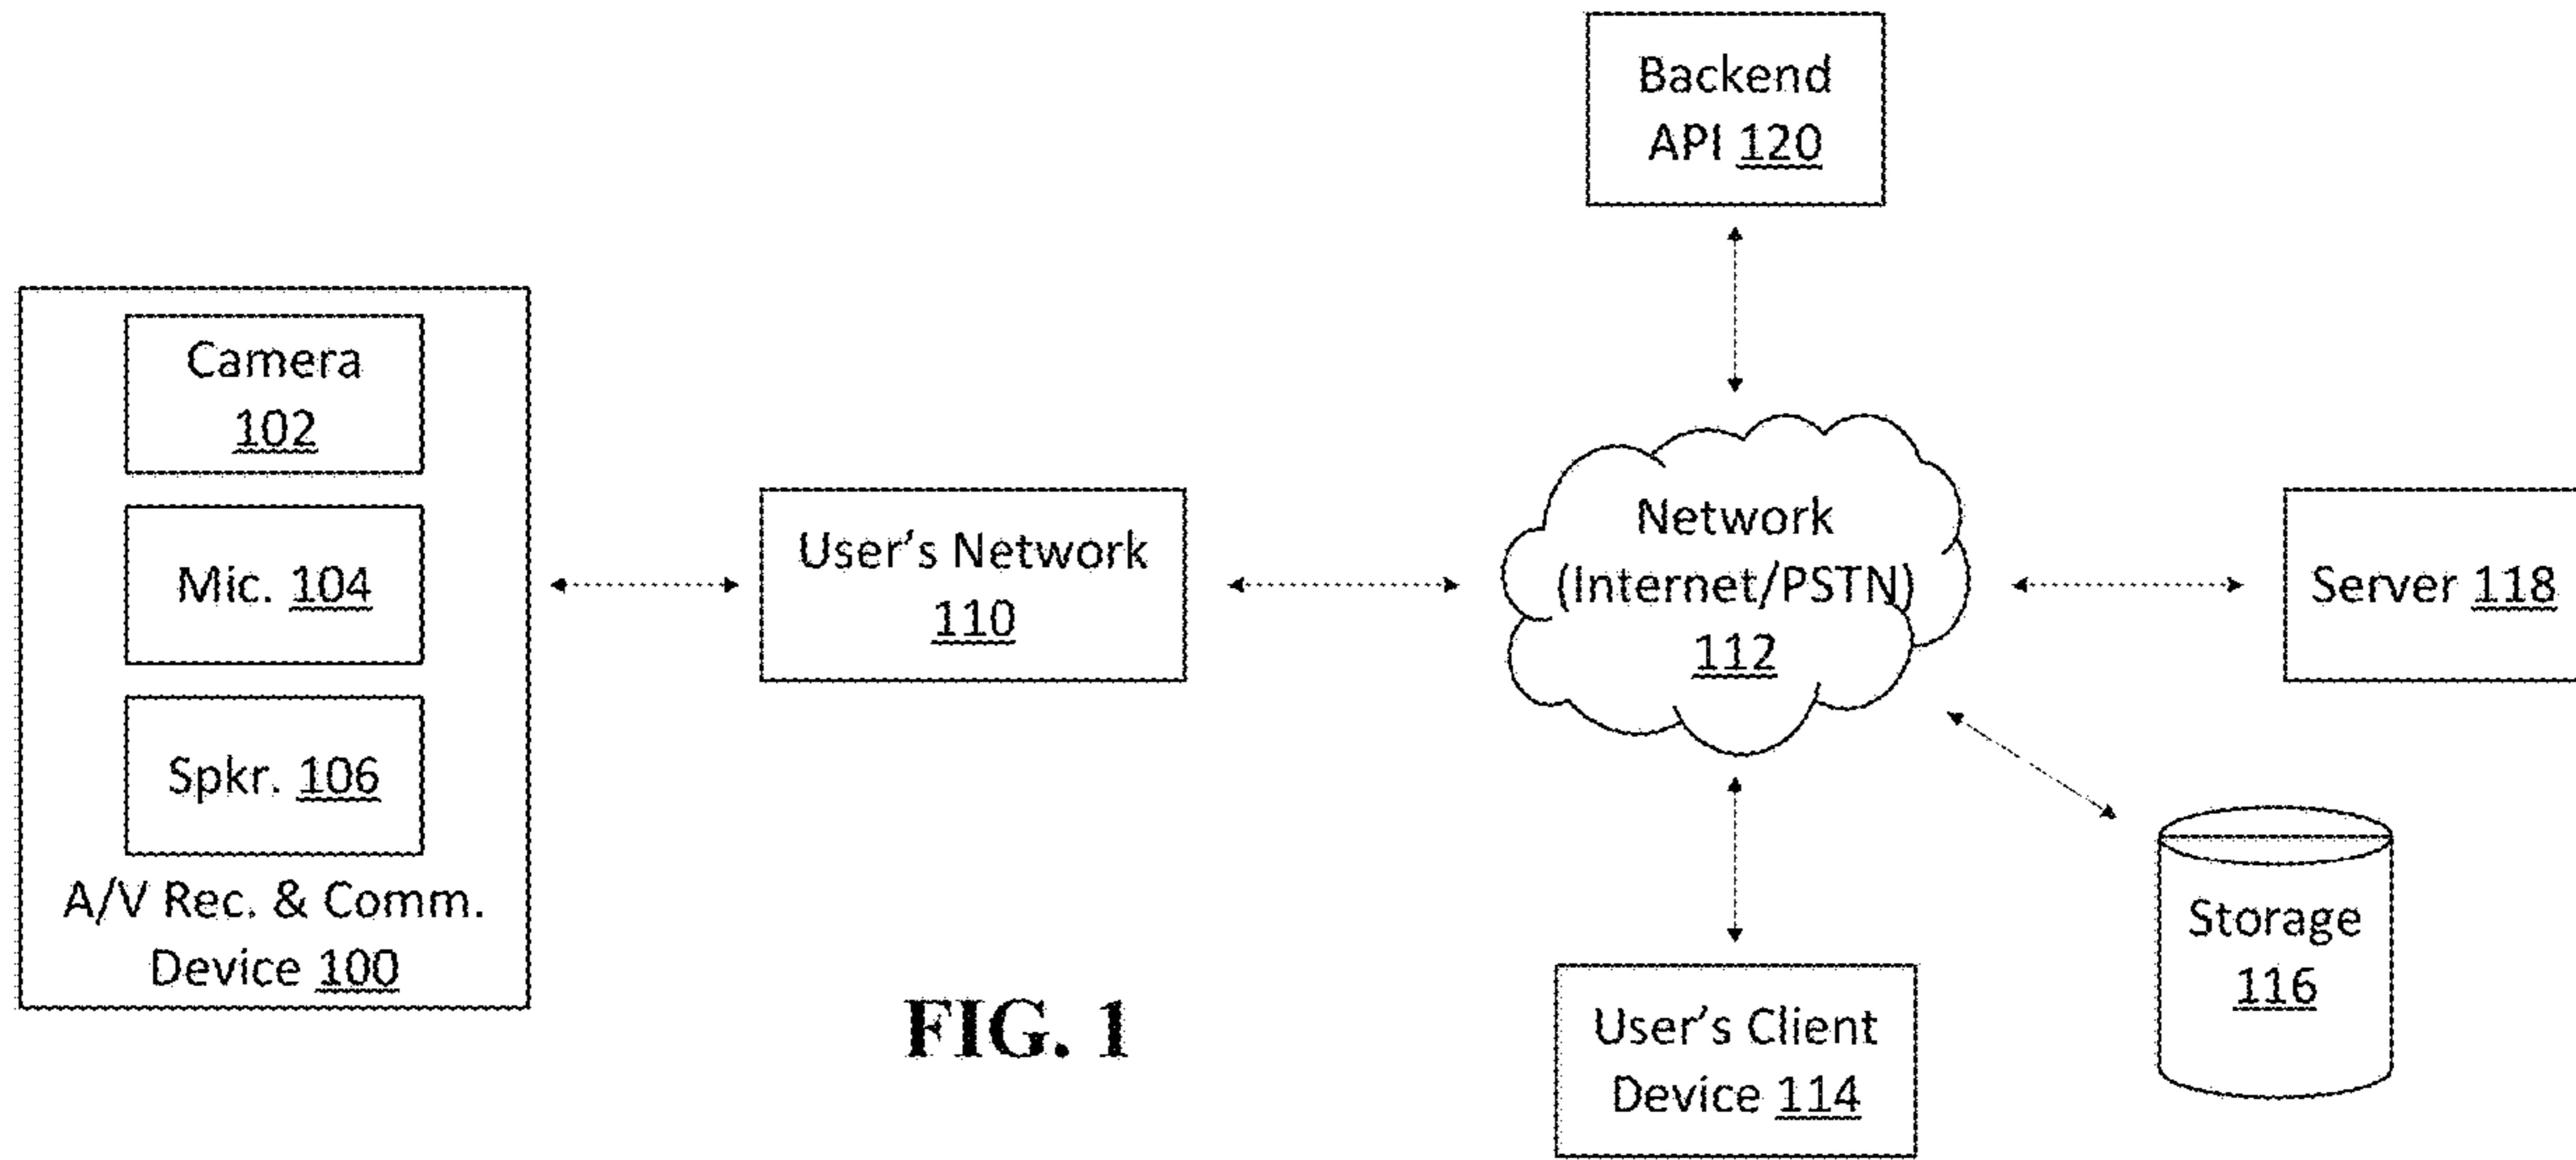 Backend
API 120
Camera
102
Mic. 104
Spkr. 106
A/V Rec. & Comm.
Device 100
User's Network
110
Network
(Internet/PSTN)
112
Server 118
Storage
116
User's Client
Device 114
FIG. 1